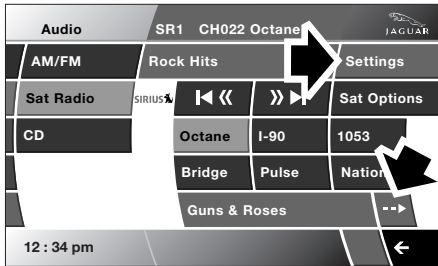 Audio SR1 CH022 Octane JAGUAR
AM/FM Rock Hits Settings
Sat Radio SIRIUS Sat Options
CD Octane I-90 1053
Bridge Pulse Nation
Guns & Roses
12 : 34 pm